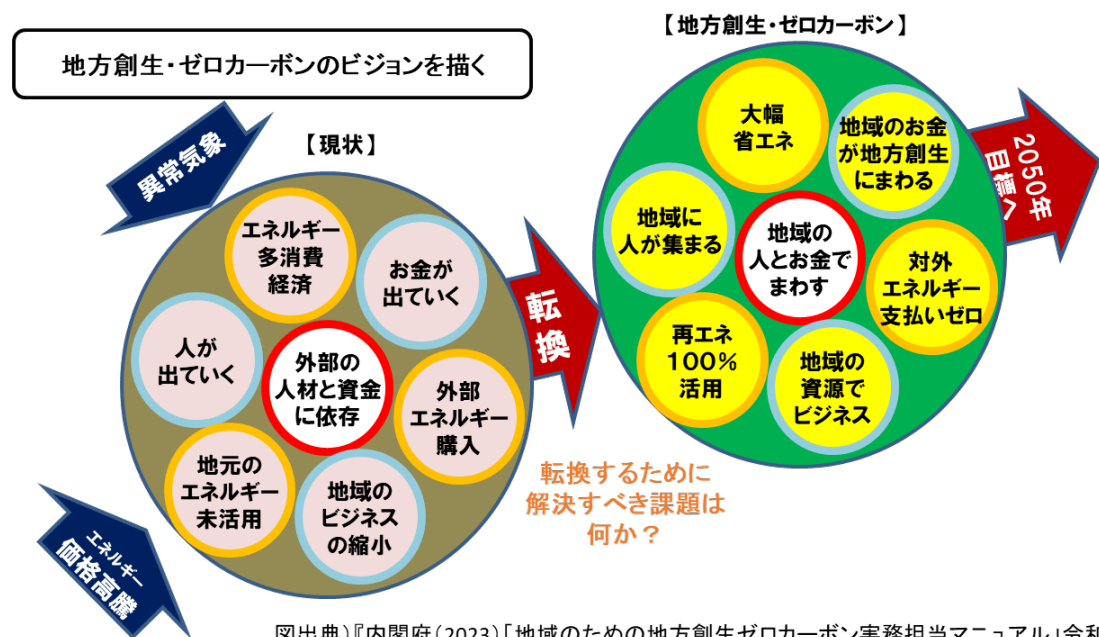 地方創生・ゼロカーボンのビジョンを描く
【地方創生・ゼロカーボン】
大幅
省エネ
地域のお金
が地方創生
にまわる
地域に
人が集まる
地域の
人とお金で
まわす
対外
エネルギー
支払いゼロ
再エネ
100%
活用
地域の
資源で
ビジネス
2050年
目標へ
異常気象
【現状】
エネルギー
多消費
経済
お金が
出ていく
人が
出ていく
外部の
人材と資金
に依存
外部
エネルギー
購入
地元の
エネルギー
未活用
地域の
ビジネス
の縮小
転換
エネルギー
価格高騰
転換するために
解決すべき課題は
何か？
図出典)『内閣府(2023)「地域のための地方創生ゼロカーボン実務担当マニュアル」令和